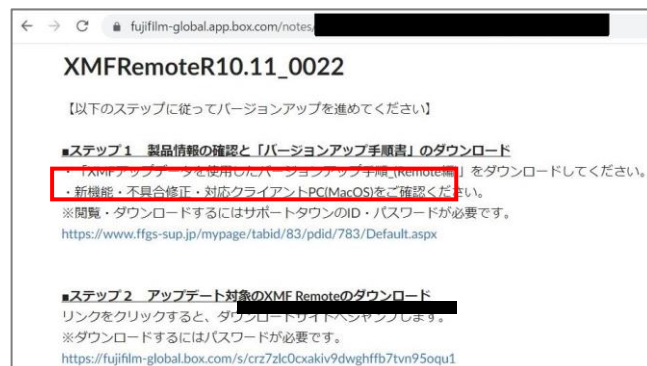 fujifilm-global.app.box.com/notes/
XMFRemoteR10.11_0022
【以下のステップに従ってバージョンアップを進めてください】
■ステップ1 製品情報の確認と「バージョンアップ手順書」のダウンロード
・「XMFアップデータを使用したバージョンアップ手順_(Remote編)」をダウンロードしてください。
・新機能・不具合修正・対応クライアントPC(MacOS)をご確認ください。
※閲覧・ダウンロードするにはサポートタウンのID・パスワードが必要です。
https://www.ffgs-sup.jp/mypage/tabid/83/pdid/783/Default.aspx
■ステップ2 アップデート対象のXMF Remoteのダウンロード
リンクをクリックすると、ダウンロードサイトへジャンプします。
※ダウンロードするにはパスワードが必要です。
https://fujifilm-global.box.com/s/crz7zlc0cxakiv9dwghffb7tvn95oqu1